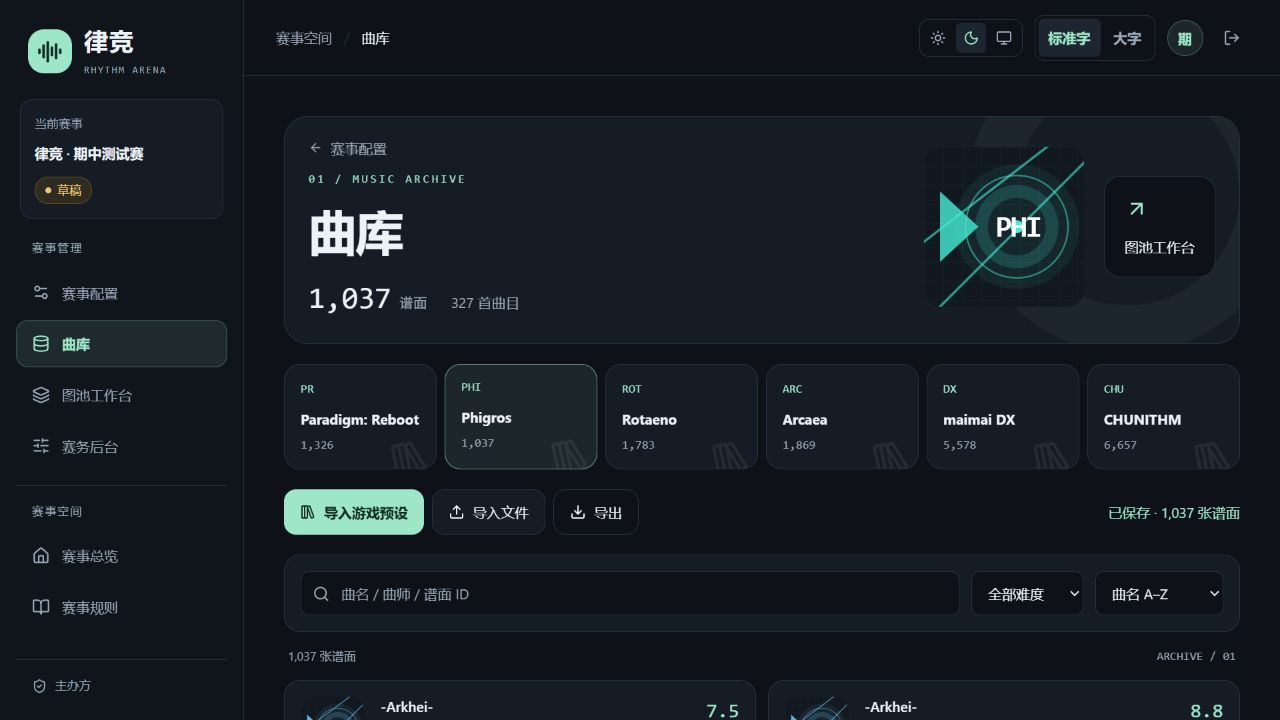 律竞
RHYTHM ARENA
当前赛事
律竞 · 期中测试赛
草稿
赛事管理
赛事配置
曲库
图池工作台
赛务后台
赛事空间
赛事总览
赛事规则
主办方
赛事空间 / 曲库
标准字 大字 期
赛事配置
01 / MUSIC ARCHIVE
曲库
1,037 谱面 327 首曲目
PHI
图池工作台
PR
Paradigm: Reboot
1,326
PHI
Phigros
1,037
ROT
Rotaeno
1,783
ARC
Arcaea
1,869
DX
maimai DX
5,578
CHU
CHUNITHM
6,657
导入游戏预设 导入文件 导出 已保存 · 1,037 张谱面
曲名 / 曲师 / 谱面 ID 全部难度 曲名 A–Z
1,037 张谱面 ARCHIVE / 01
-Arkhei- 7.5
-Arkhei- 8.8